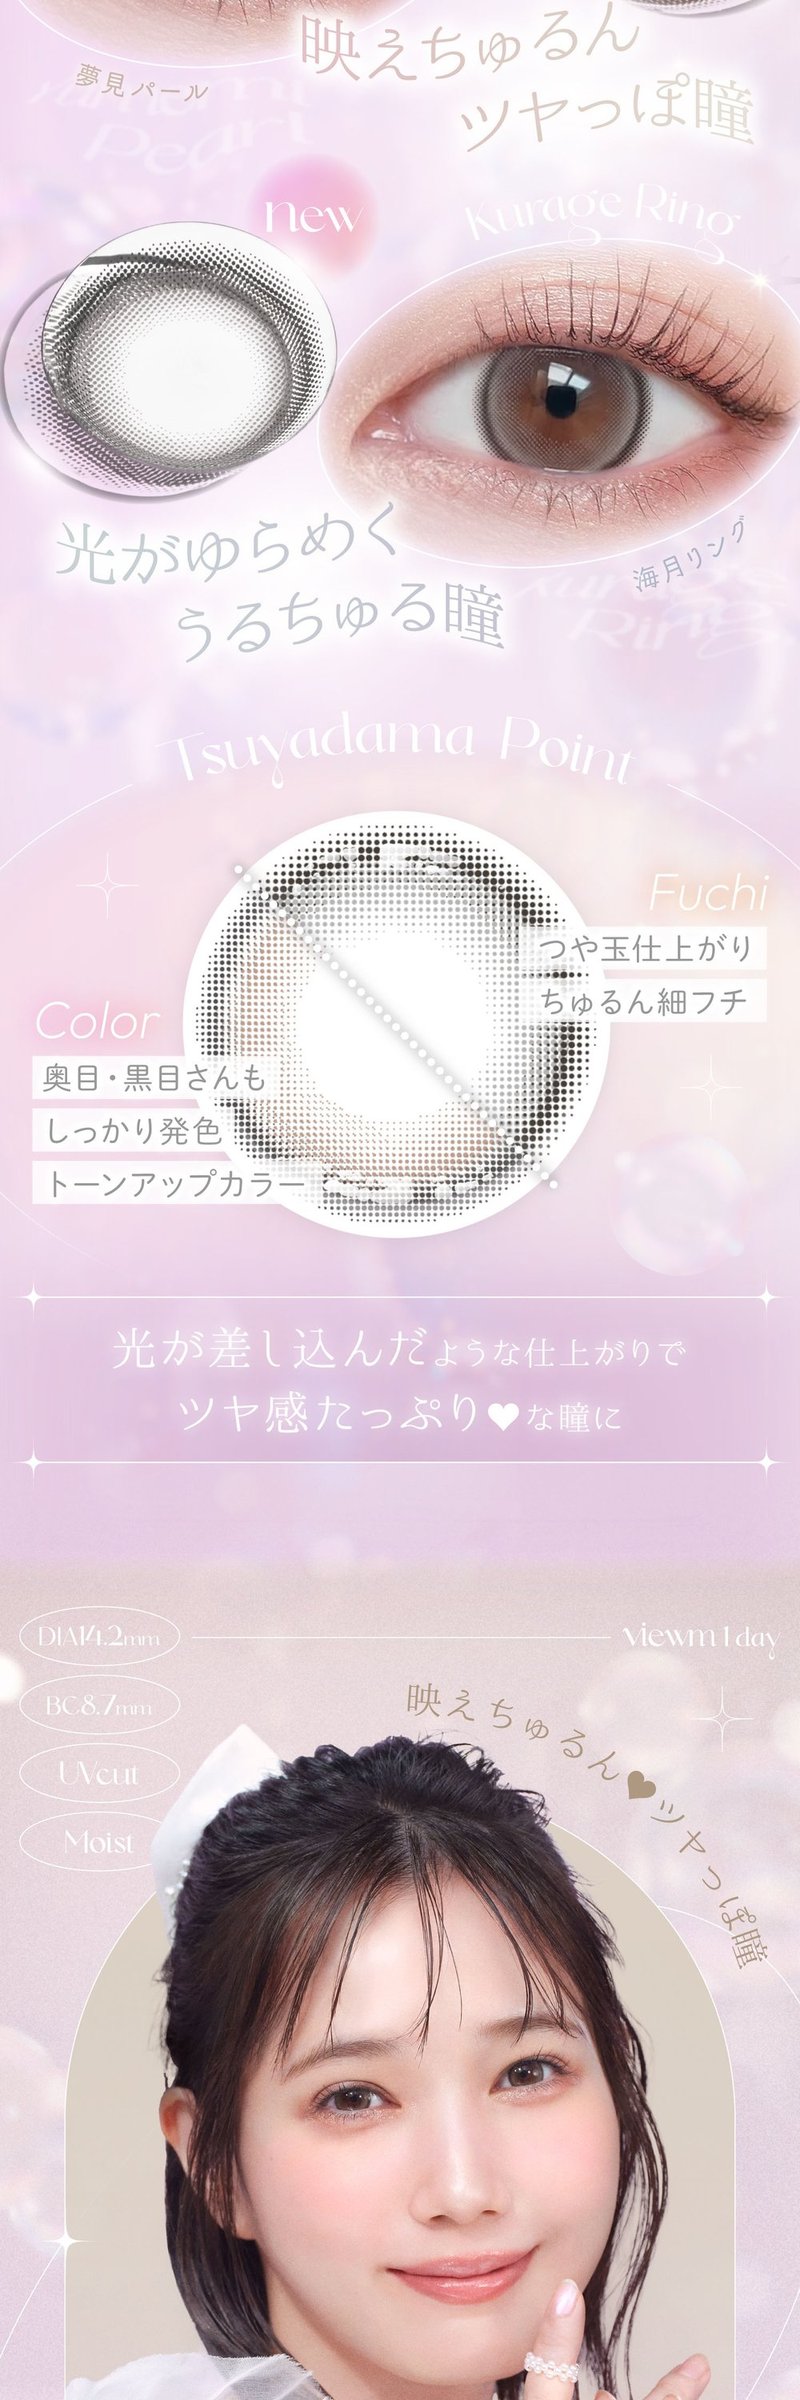 映えちゅるん
ツヤっぽ瞳
夢見パール
Yumemi
Pearl
new
Kurage Ring
光がゆらめく
うるちゅる瞳
海月リング
Kurage
Ring
Tsuyadama Point
Fuchi
つや玉仕上がり
ちゅるん細フチ
Color
奥目・黒目さんも
しっかり発色
トーンアップカラー
光が差し込んだような仕上がりで
ツヤ感たっぷり♥な瞳に
DIA14.2mm
viewm 1 day
BC8.7mm
UVcut
Moist
映えちゅるん♥ツヤっぽ瞳